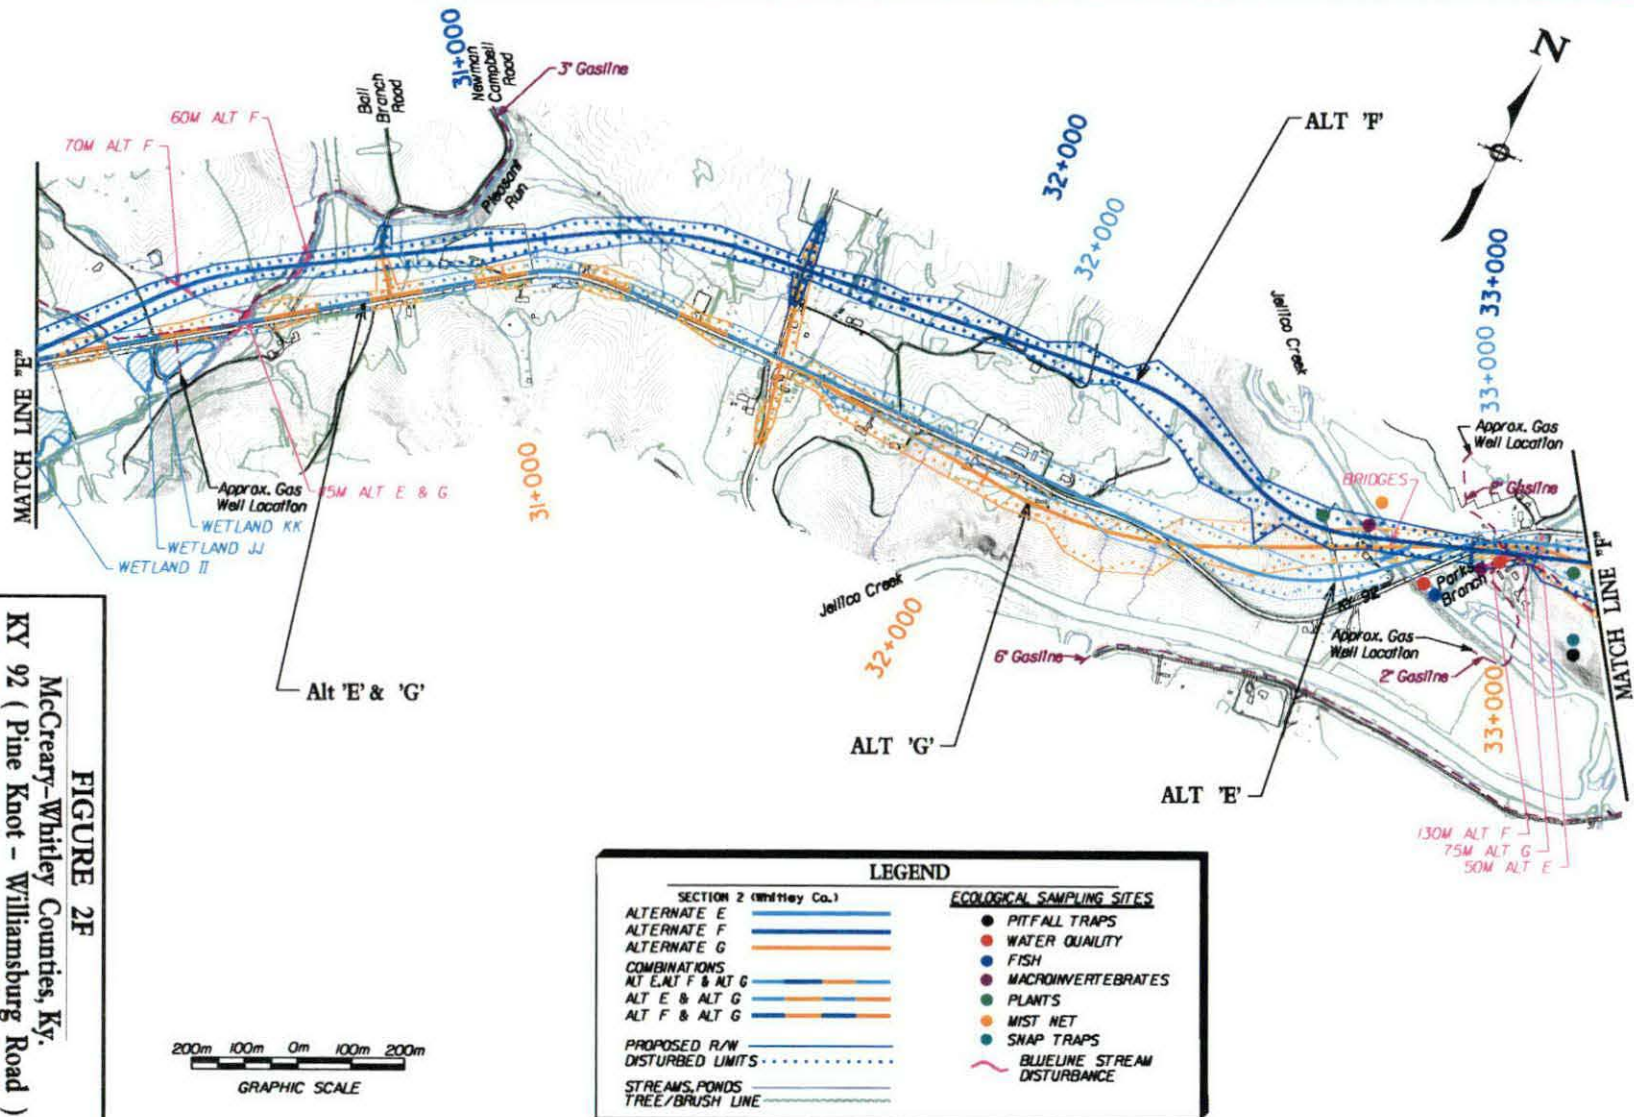 31+000
Newman
Campbell
Road
3" Gasline
Ball
Branch
Road
60M ALT F
70M ALT F
Pleasant
Run
32+000
32+000
ALT 'F'
N
Jellico Creek
33+000
33+000
Approx. Gas
Well Location
2" Gasline
BRIDGES
MATCH LINE "E"
MATCH LINE "F"
Approx. Gas
Well Location
95M ALT E & G
WETLAND KK
WETLAND JJ
WETLAND II
31+000
Alt 'E' & 'G'
Jellico Creek
32+000
6" Gasline
ALT 'G'
ALT 'E'
KY 92
Parks
Branch
Approx. Gas
Well Location
2" Gasline
33+000
130M ALT F
75M ALT G
50M ALT E
FIGURE 2F
McCreary-Whitley Counties, Ky.
KY 92 ( Pine Knot - Williamsburg Road )
200m 100m 0m 100m 200m
GRAPHIC SCALE
LEGEND
SECTION 2 (Whitley Co.)
ALTERNATE E
ALTERNATE F
ALTERNATE G
COMBINATIONS
ALT E,ALT F & ALT G
ALT E & ALT G
ALT F & ALT G
PROPOSED R/W
DISTURBED LIMITS
STREAMS,PONDS
TREE/BRUSH LINE
ECOLOGICAL SAMPLING SITES
PITFALL TRAPS
WATER QUALITY
FISH
MACROINVERTEBRATES
PLANTS
MIST NET
SNAP TRAPS
BLUELINE STREAM
DISTURBANCE